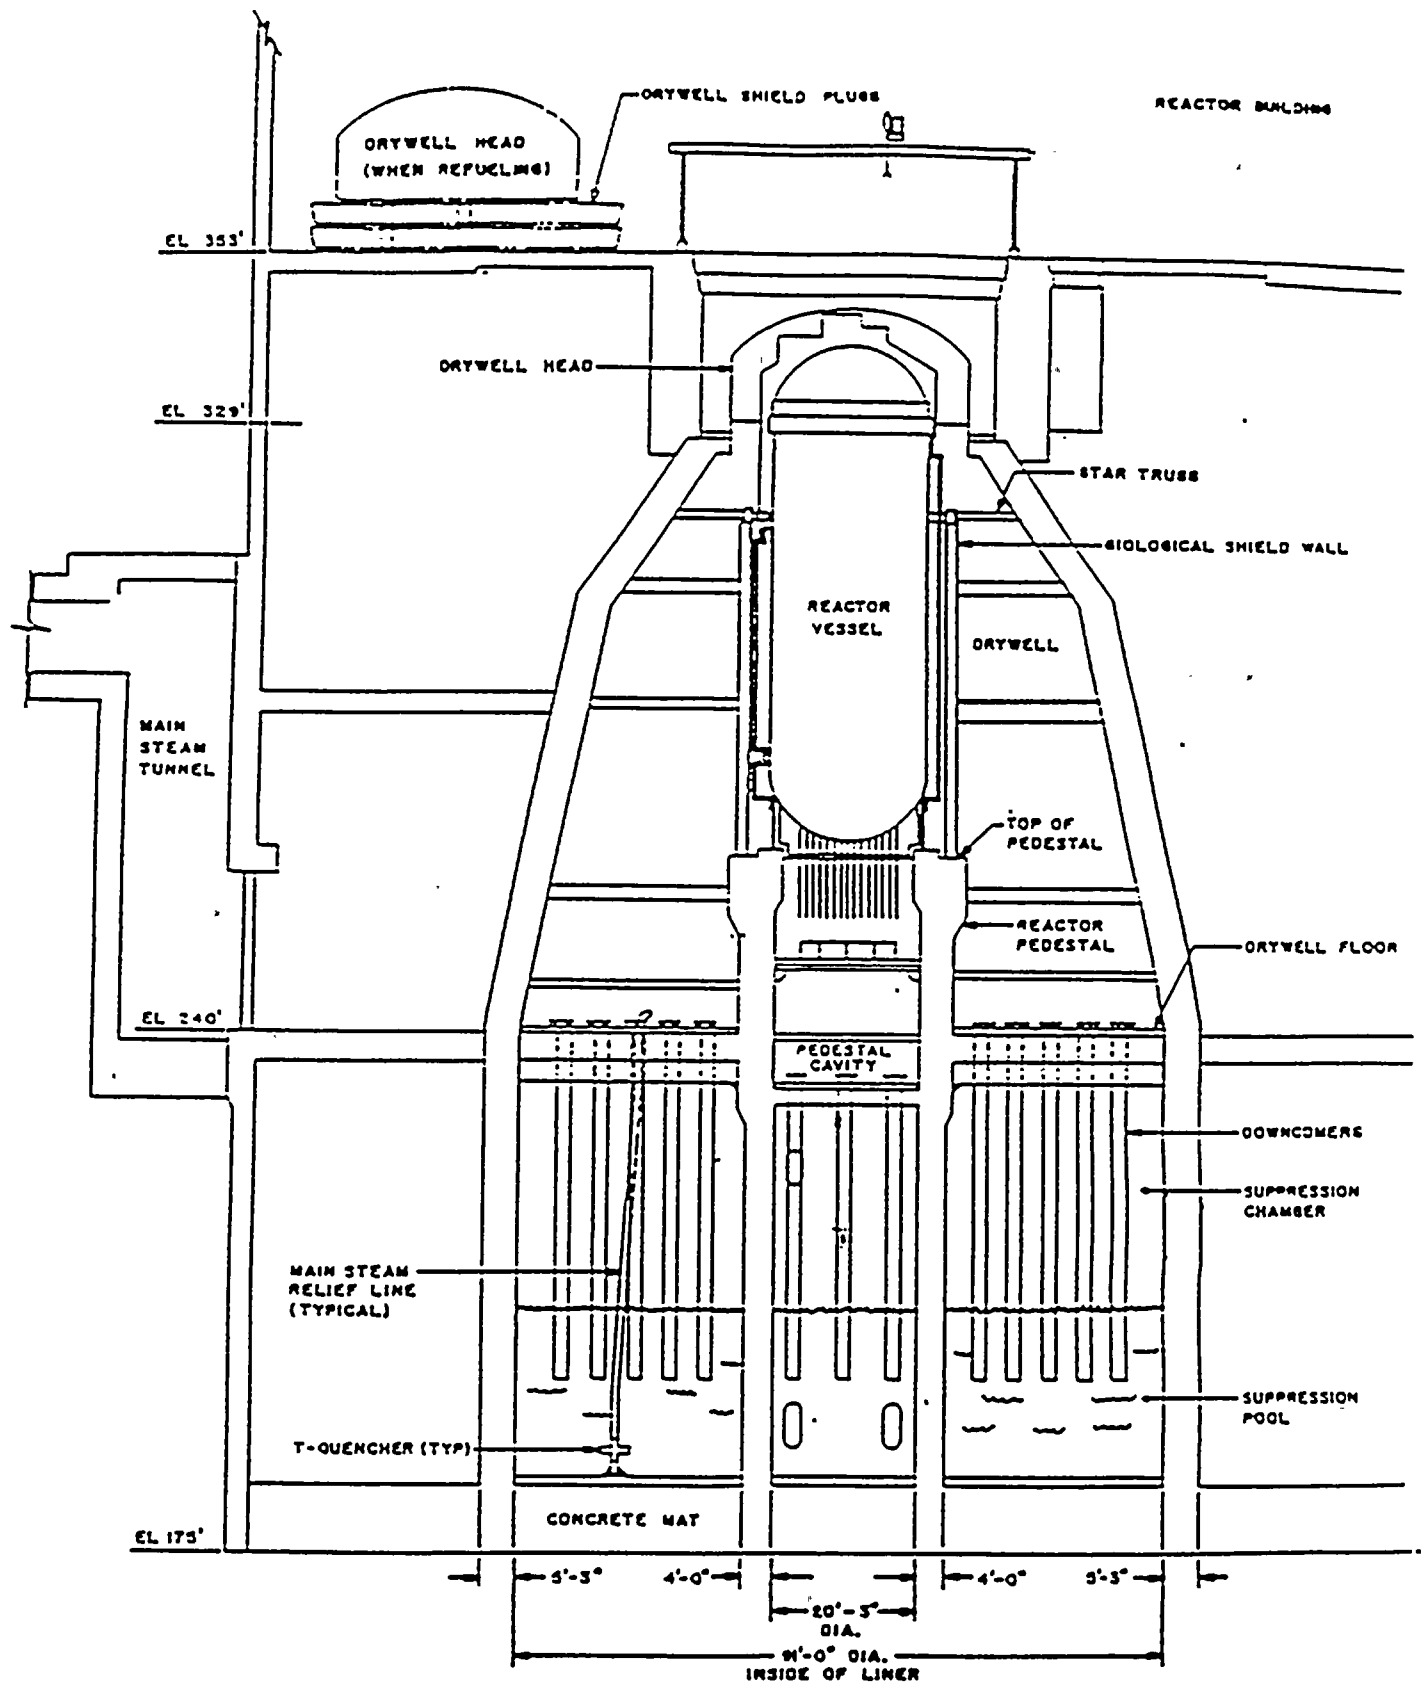 DRYWELL SHIELD PLUGS
REACTOR BUILDING
DRYWELL HEAD
(WHEN REFUELING)
EL 353'
DRYWELL HEAD
EL 329'
STAR TRUSS
BIOLOGICAL SHIELD WALL
REACTOR
VESSEL
DRYWELL
MAIN
STEAM
TUNNEL
TOP OF
PEDESTAL
REACTOR
PEDESTAL
DRYWELL FLOOR
EL 240'
PEDESTAL
CAVITY
DOWNCOMERS
SUPPRESSION
CHAMBER
MAIN STEAM
RELIEF LINE
(TYPICAL)
SUPPRESSION
POOL
T-QUENCHER (TYP)
CONCRETE MAT
EL 175'
5'-3" 4'-0" 4'-0" 5'-3"
20'-3"
DIA.
91'-0" DIA.
INSIDE OF LINER